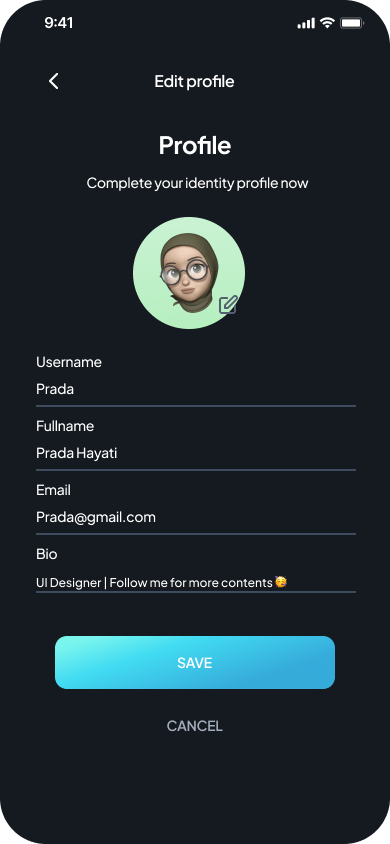 9:41
Edit profile
Profile
Complete your identity profile now
Username
Prada
Fullname
Prada Hayati
Email
Prada@gmail.com
Bio
UI Designer | Follow me for more contents🥳
SAVE
CANCEL